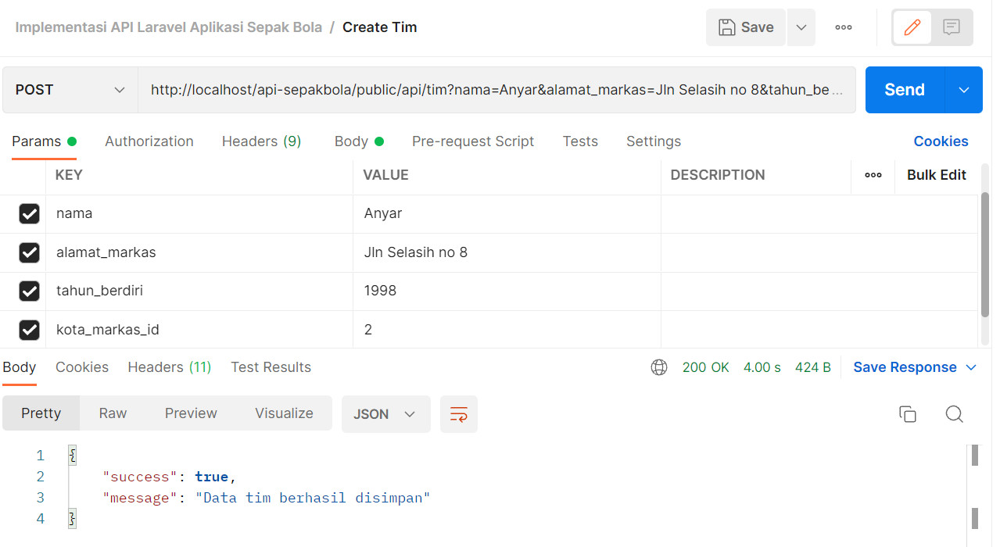 Implementasi API Laravel Aplikasi Sepak Bola / Create Tim
Save
POST
http://localhost/api-sepakbola/public/api/tim?nama=Anyar&alamat_markas=Jln Selasih no 8&tahun_be ...
Send
Params Authorization Headers (9) Body Pre-request Script Tests Settings Cookies
KEY VALUE DESCRIPTION Bulk Edit
nama Anyar
alamat_markas Jln Selasih no 8
tahun_berdiri 1998
kota_markas_id 2
Body Cookies Headers (11) Test Results 200 OK 4.00 s 424 B Save Response
Pretty Raw Preview Visualize JSON
1 {
2 "success": true,
3 "message": "Data tim berhasil disimpan"
4 }